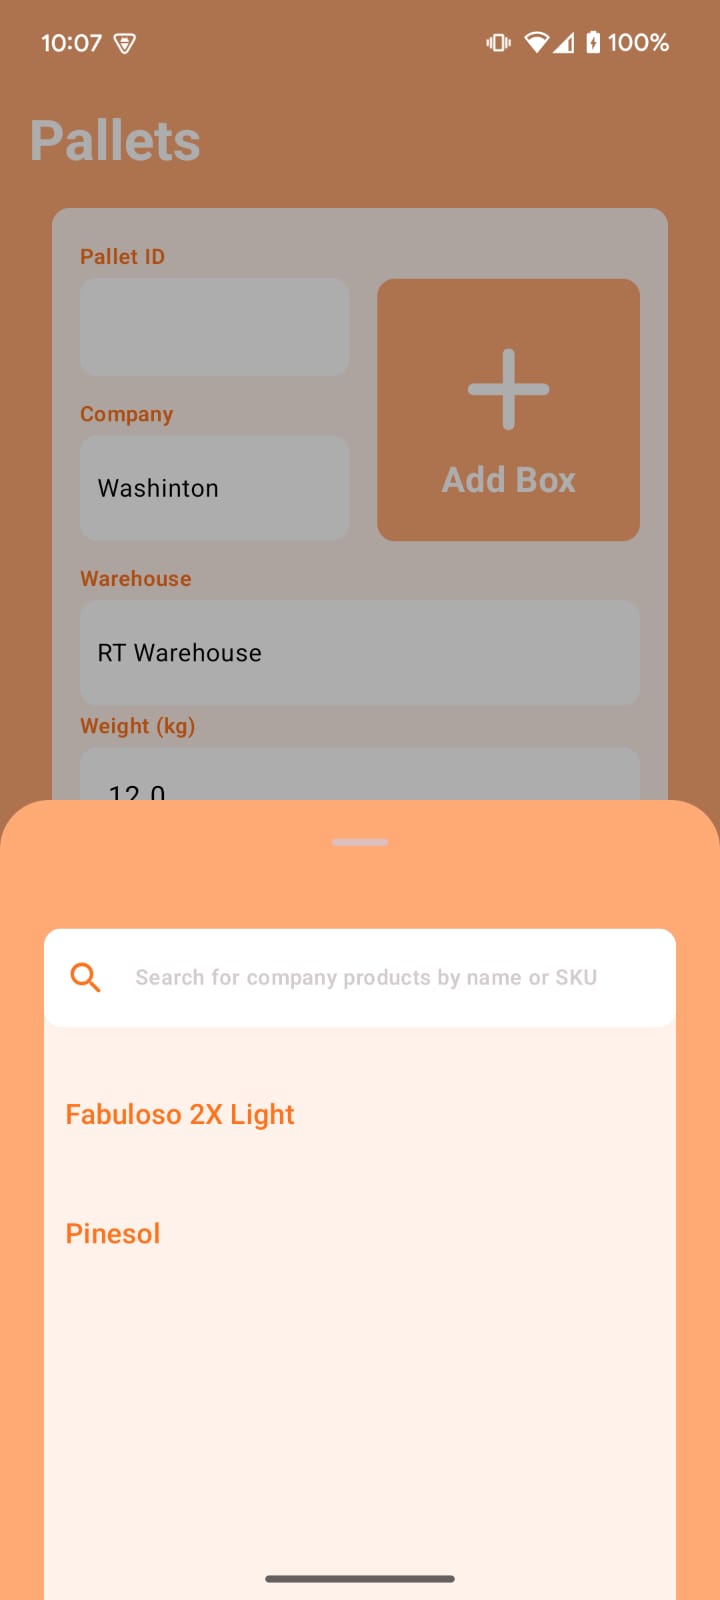 10:07 100%
Pallets
Pallet ID
Company
Washinton
Add Box
Warehouse
RT Warehouse
Weight (kg)
12.0
Search for company products by name or SKU
Fabuloso 2X Light
Pinesol